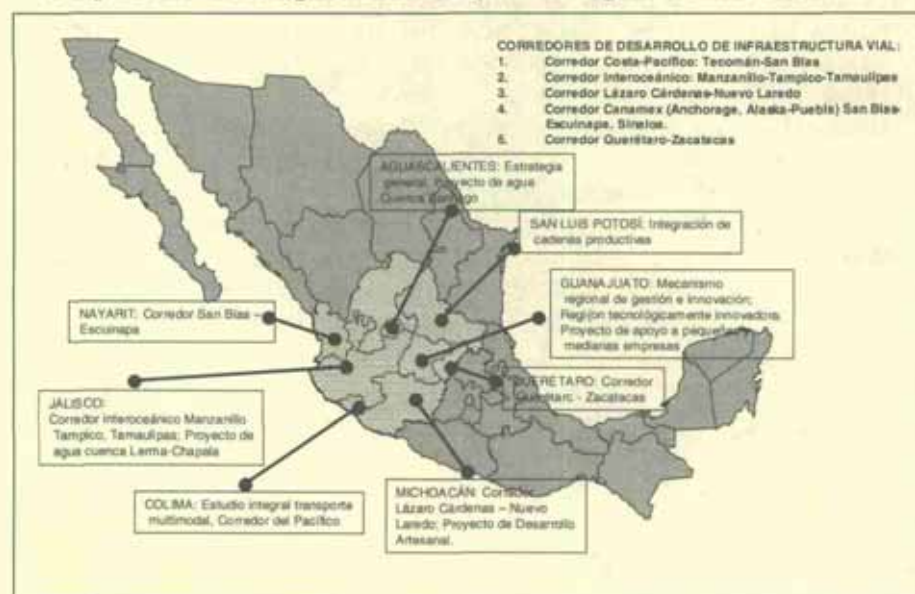 CORREDORES DE DESARROLLO DE INFRAESTRUCTURA VIAL:
1. Corredor Costa-Pacífico: Tecomán-San Blas
2. Corredor Interoceánico: Manzanillo-Tampico-Tamaulipas
3. Corredor Lázaro Cárdenas-Nuevo Laredo
4. Corredor Canamex (Anchorage, Alaska-Puebla) San Blas-
Escuinapa, Sinaloa.
5. Corredor Querétaro-Zacatecas
AGUASCALIENTES: Estrategia
general, Proyecto de agua
Cuenca
SAN LUIS POTOSÍ: Integración de
cadenas productivas
GUANAJUATO: Mecanismo
regional de gestión e innovación;
Región tecnológicamente innovadora
Proyecto de apoyo a pequeñas y
medianas empresas
NAYARIT: Corredor San Blas –
Escuinapa
QUERÉTARO: Corredor
Querétaro - Zacatecas
JALISCO:
Corredor interoceánico Manzanillo
Tampico, Tamaulipas; Proyecto de
agua cuenca Lerma-Chapala
COLIMA: Estudio integral transporte
multimodal, Corredor del Pacífico
MICHOACÁN: Corredor
Lázaro Cárdenas – Nuevo
Laredo; Proyecto de Desarrollo
Artesanal.